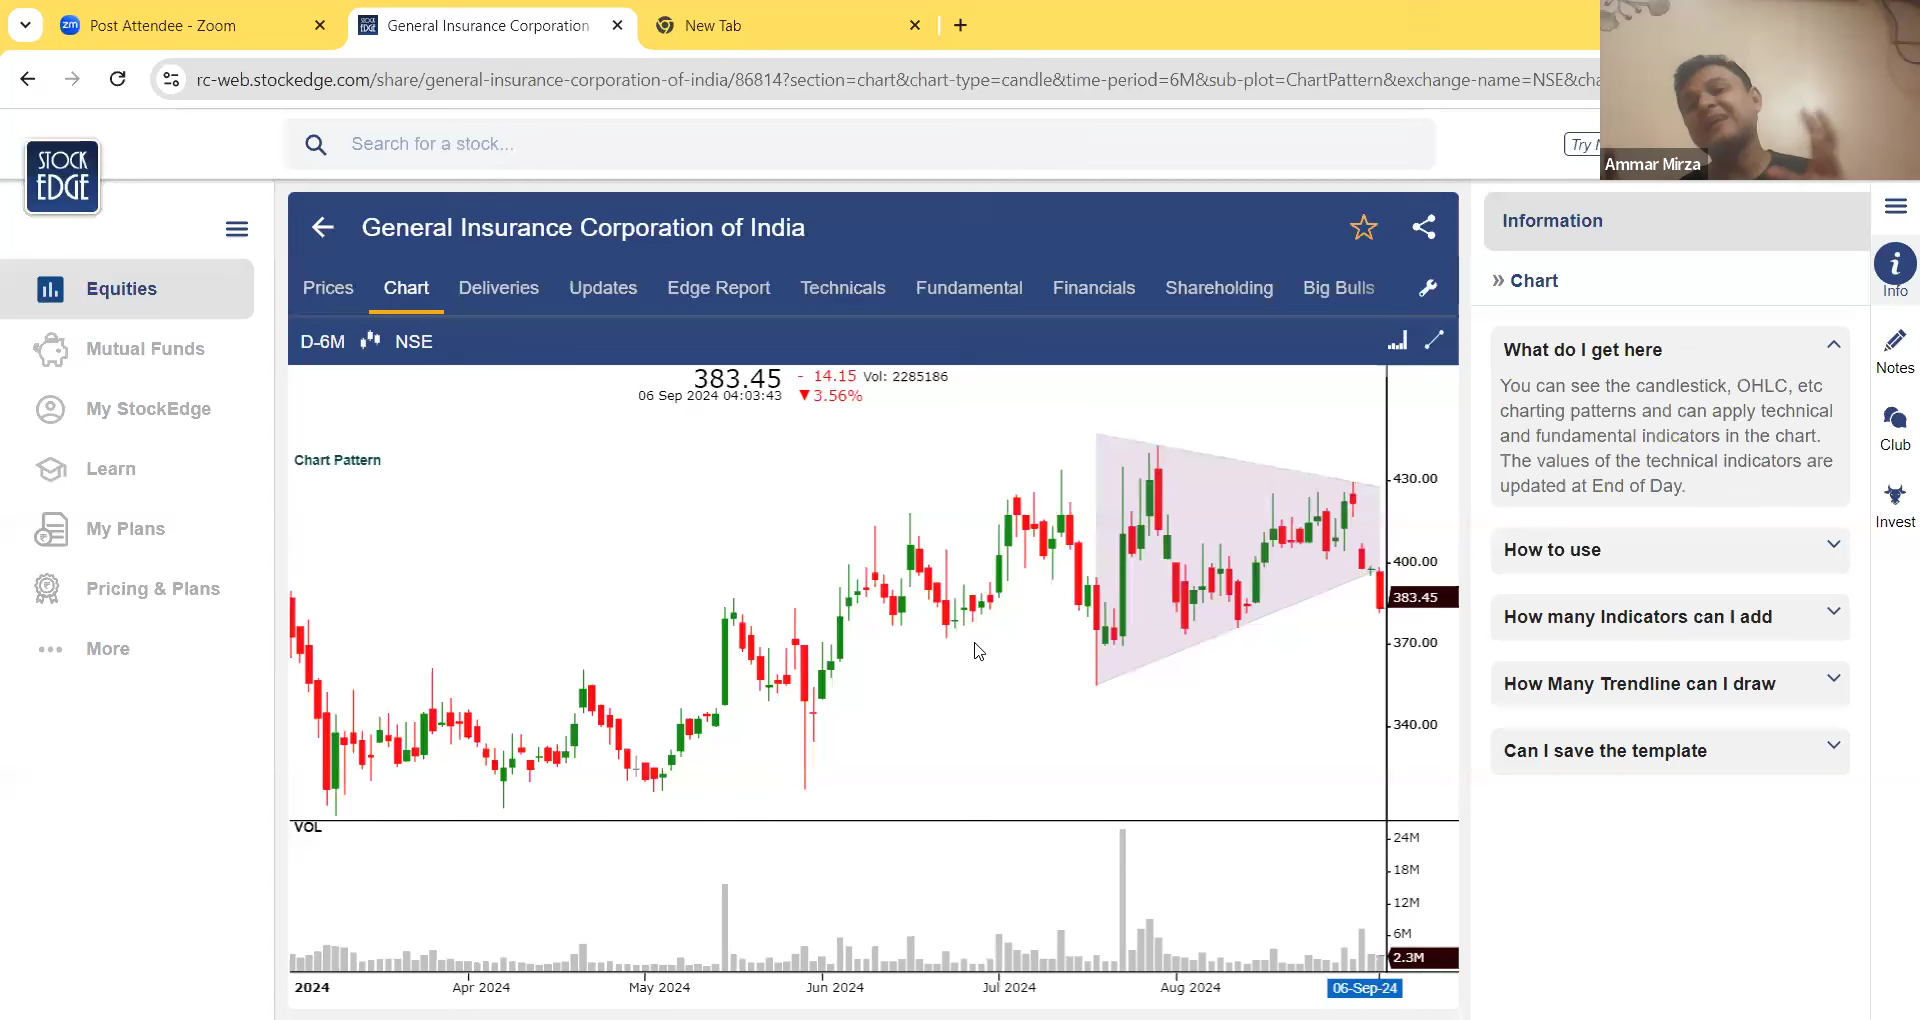 zm Post Attendee - Zoom
STOCK EDGE General Insurance Corporation
New Tab
rc-web.stockedge.com/share/general-insurance-corporation-of-india/86814?section=chart&chart-type=candle&time-period=6M&sub-plot=ChartPattern&exchange-name=NSE&cha
Ammar Mirza
STOCK
EDGE
Search for a stock...
Try
Equities
Mutual Funds
My StockEdge
Learn
My Plans
Pricing & Plans
More
General Insurance Corporation of India
Prices Chart Deliveries Updates Edge Report Technicals Fundamental Financials Shareholding Big Bulls
D-6M NSE
383.45 - 14.15 Vol: 2285186
06 Sep 2024 04:03:43 ▼3.56%
Chart Pattern
430.00
400.00
383.45
370.00
340.00
VOL
24M
18M
12M
6M
2.3M
2024 Apr 2024 May 2024 Jun 2024 Jul 2024 Aug 2024 06-Sep-24
Information
» Chart
What do I get here
You can see the candlestick, OHLC, etc
charting patterns and can apply technical
and fundamental indicators in the chart.
The values of the technical indicators are
updated at End of Day.
How to use
How many Indicators can I add
How Many Trendline can I draw
Can I save the template
Info
Notes
Club
Invest